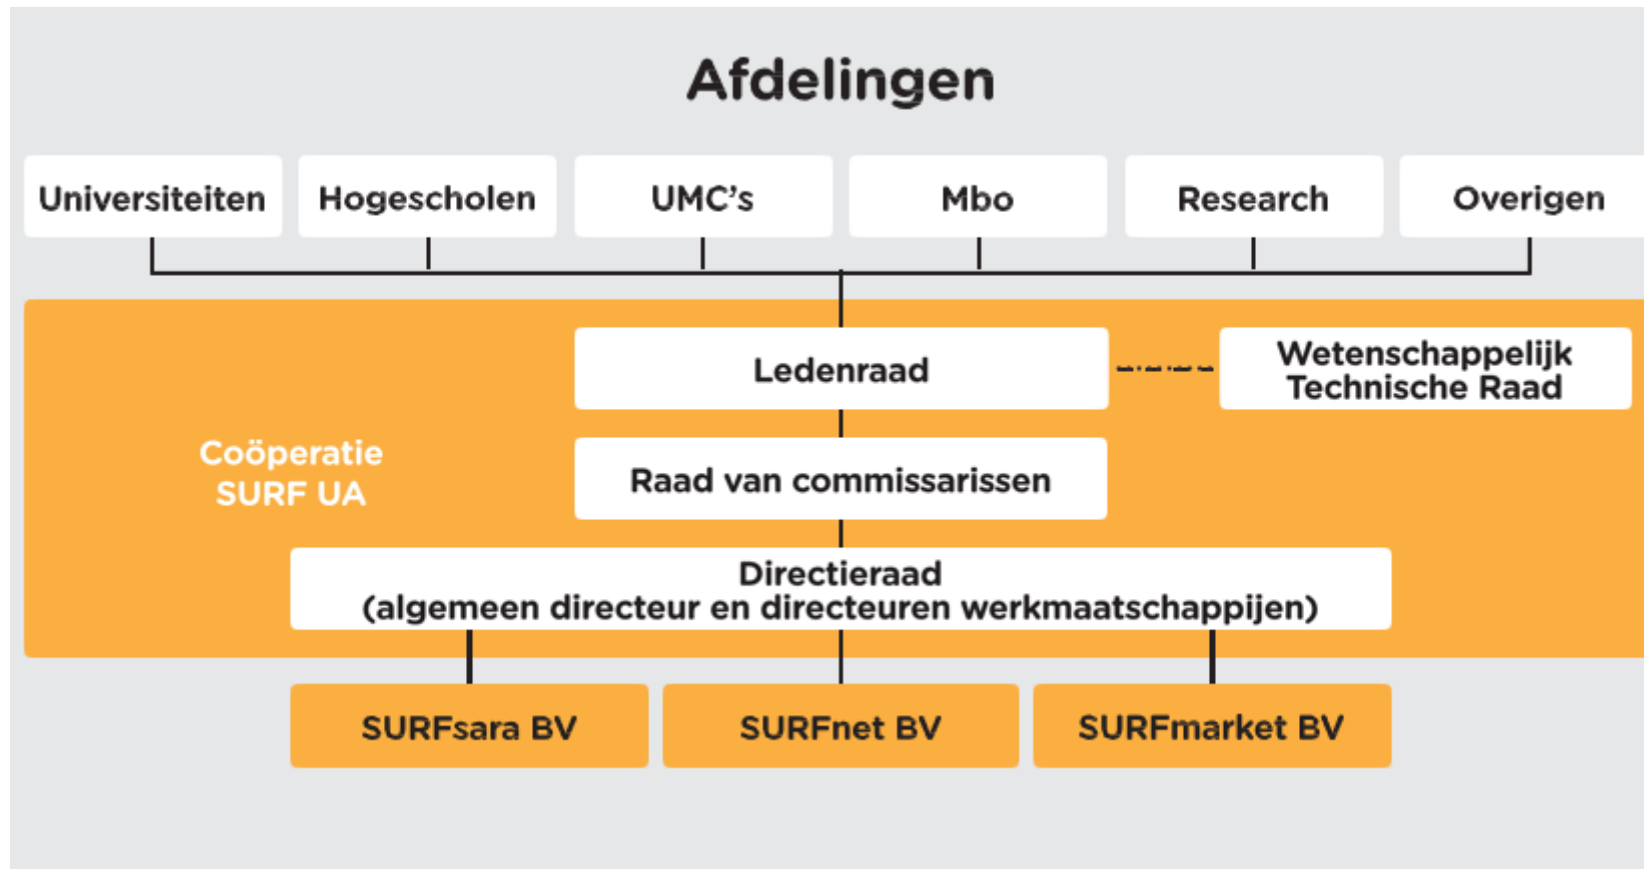 Afdelingen
Universiteiten
Hogescholen
UMC's
Mbo
Research
Overigen
Ledenraad
Wetenschappelijk
Technische Raad
Coöperatie
SURF UA
Raad van commissarissen
Directieraad
(algemeen directeur en directeuren werkmaatschappijen)
SURFsara BV
SURFnet BV
SURFmarket BV